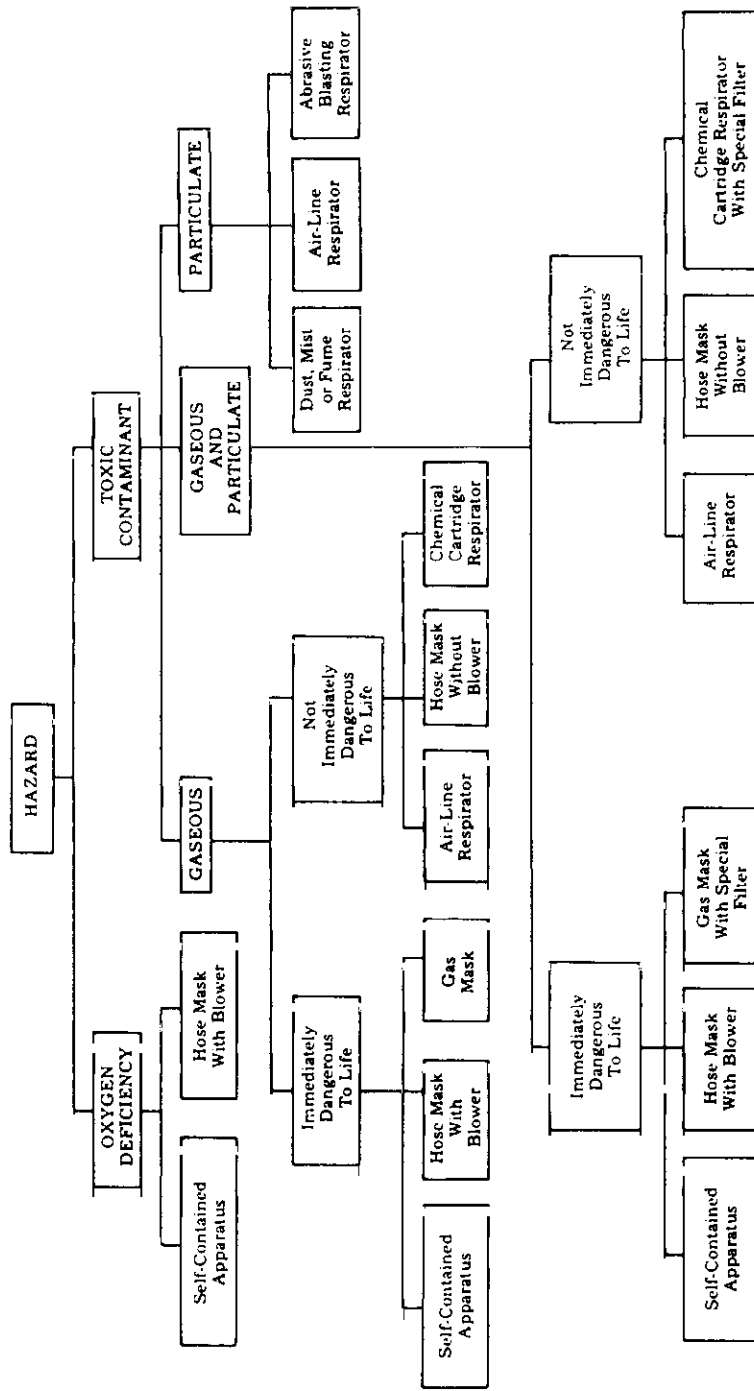 HAZARD
OXYGEN
DEFICIENCY
TOXIC
CONTAMINANT
Self-Contained
Apparatus
Hose Mask
With Blower
GASEOUS
GASEOUS
AND
PARTICULATE
PARTICULATE
Immediately
Dangerous
To Life
Not
Immediately
Dangerous
To Life
Dust, Mist
or Fume
Respirator
Air-Line
Respirator
Abrasive
Blasting
Respirator
Self-Contained
Apparatus
Hose Mask
With
Blower
Gas
Mask
Air-Line
Respirator
Hose Mask
Without
Blower
Chemical
Cartridge
Respirator
Immediately
Dangerous
To Life
Not
Immediately
Dangerous
To Life
Self-Contained
Apparatus
Hose Mask
With Blower
Gas Mask
With Special
Filter
Air-Line
Respirator
Hose Mask
Without
Blower
Chemical
Cartridge Respirator
With Special Filter